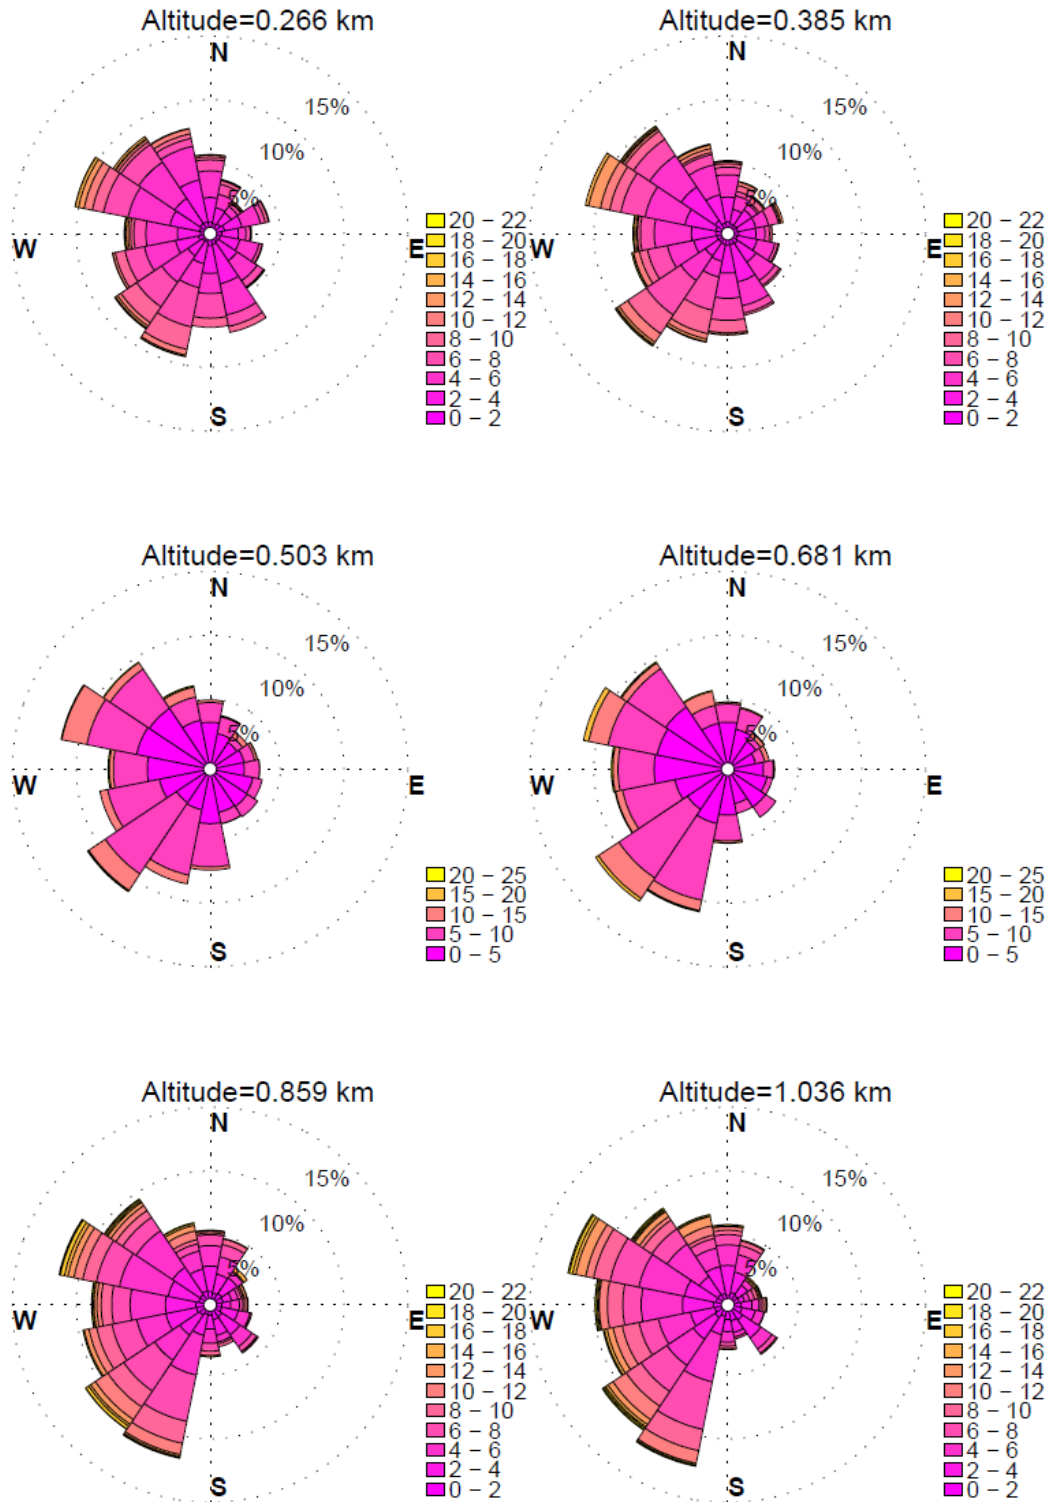 Altitude=0.266 km
N
15%
10%
5%
W
E
S
20 − 22
18 − 20
16 − 18
14 − 16
12 − 14
10 − 12
8 − 10
6 − 8
4 − 6
2 − 4
0 − 2
Altitude=0.385 km
N
15%
10%
5%
W
E
S
20 − 22
18 − 20
16 − 18
14 − 16
12 − 14
10 − 12
8 − 10
6 − 8
4 − 6
2 − 4
0 − 2
Altitude=0.503 km
N
15%
10%
5%
W
E
S
20 − 25
15 − 20
10 − 15
5 − 10
0 − 5
Altitude=0.681 km
N
15%
10%
5%
W
E
S
20 − 25
15 − 20
10 − 15
5 − 10
0 − 5
Altitude=0.859 km
N
15%
10%
5%
W
E
S
20 − 22
18 − 20
16 − 18
14 − 16
12 − 14
10 − 12
8 − 10
6 − 8
4 − 6
2 − 4
0 − 2
Altitude=1.036 km
N
15%
10%
5%
W
E
S
20 − 22
18 − 20
16 − 18
14 − 16
12 − 14
10 − 12
8 − 10
6 − 8
4 − 6
2 − 4
0 − 2